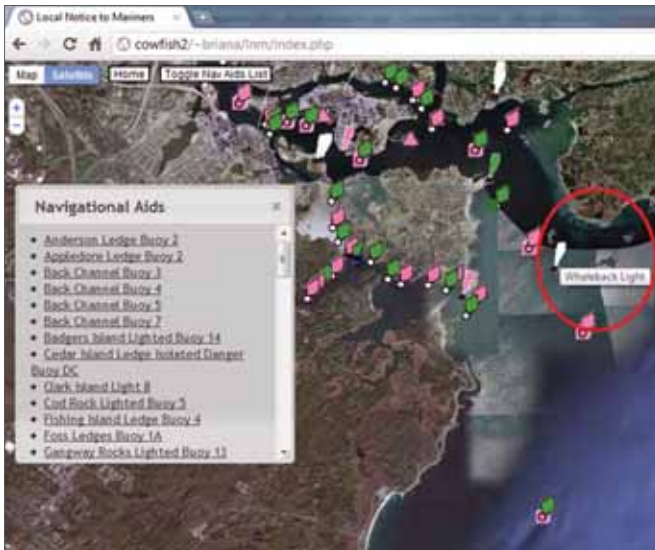 Local Notice to Mariners
cowfish2/~briana/lnm/index.php
Map Satellite Home Toggle Nav Aids List
Navigational Aids
Anderson Ledge Buoy 2
Appledore Ledge Buoy 2
Back Channel Buoy 3
Back Channel Buoy 4
Back Channel Buoy 5
Back Channel Buoy 7
Badgers Island Lighted Buoy 14
Cedar Island Ledge Isolated Danger
Buoy DC
Clark Island Light 8
Cod Rock Lighted Buoy 5
Fishing Island Ledge Buoy 4
Foss Ledges Buoy 1A
Gangway Rocks Lighted Buoy 13
Whaleback Light